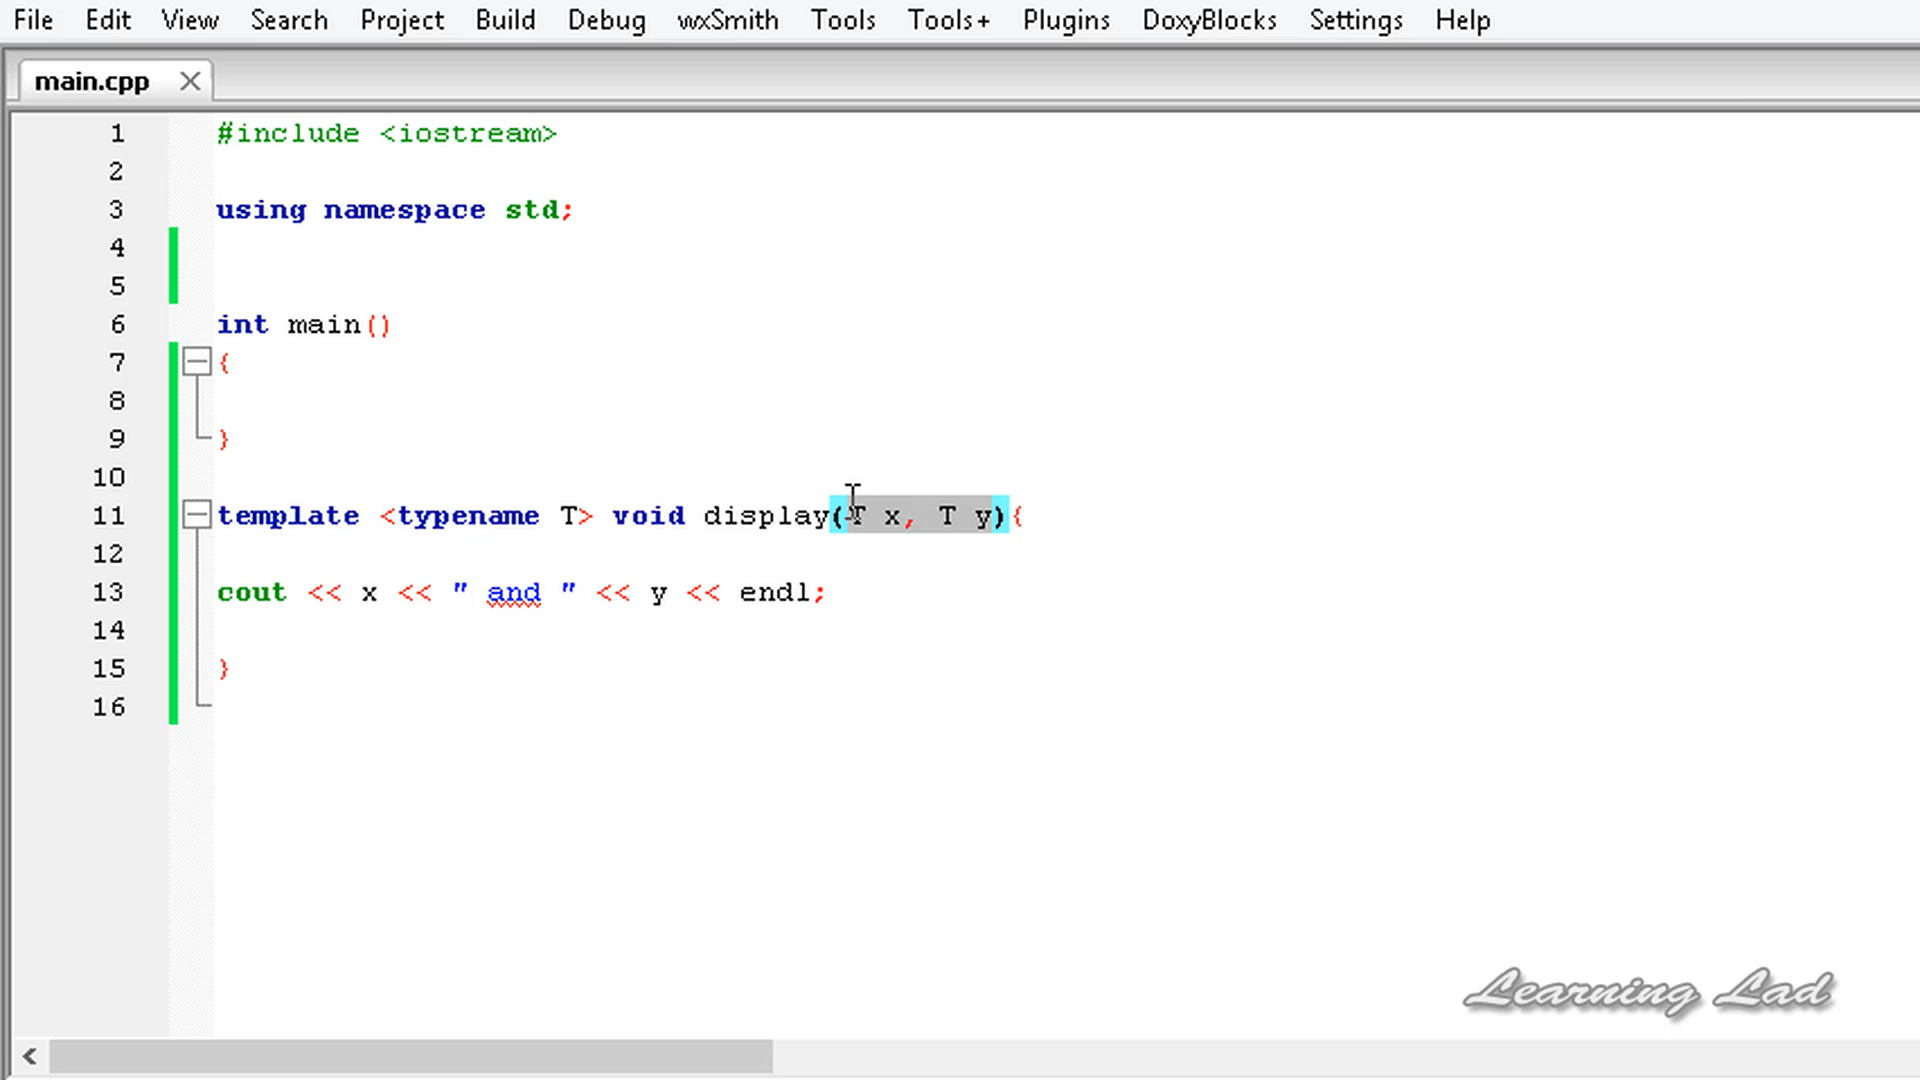 File Edit View Search Project Build Debug wxSmith Tools Tools+ Plugins DoxyBlocks Settings Help
main.cpp
1 #include <iostream>
2
3 using namespace std;
4
5
6 int main()
7 {
8
9 }
10
11 template <typename T> void display(T x, T y){
12
13 cout << x << " and " << y << endl;
14
15 }
16
Learning Lad